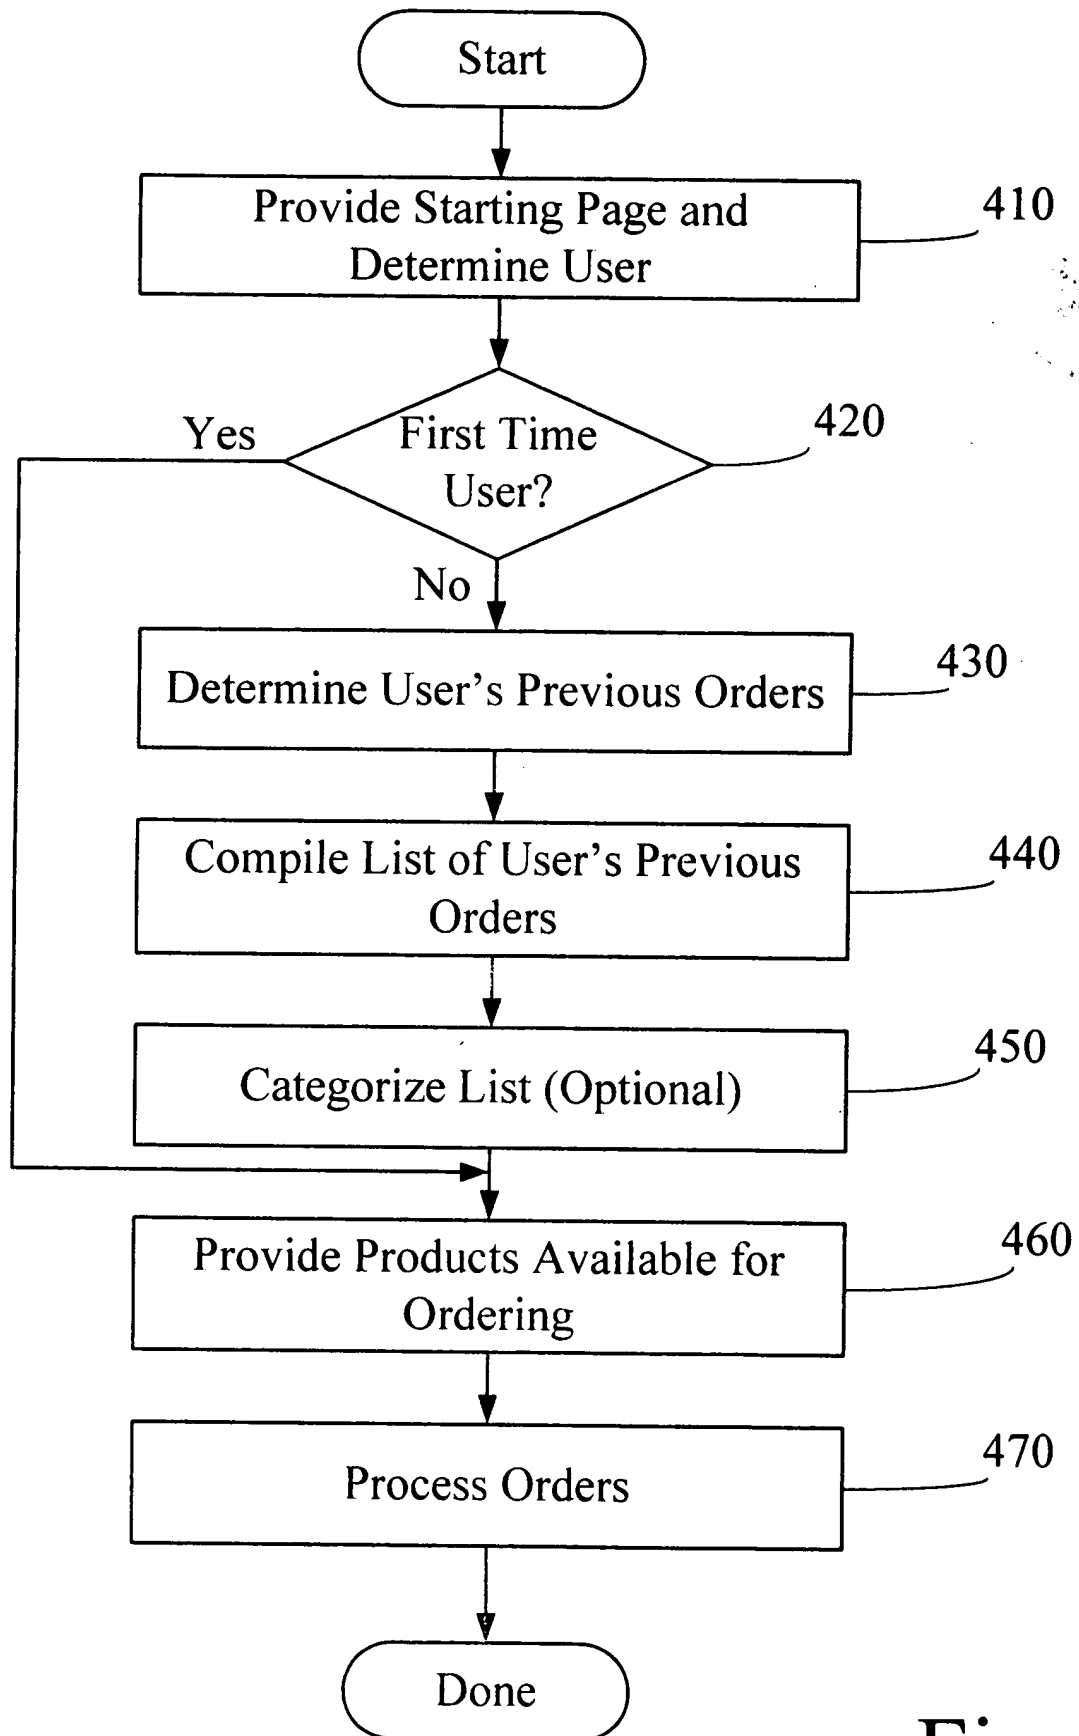 Start
Provide Starting Page and
Determine User
410
Yes
First Time
User?
420
No
Determine User's Previous Orders
430
Compile List of User's Previous
Orders
440
Categorize List (Optional)
450
Provide Products Available for
Ordering
460
Process Orders
470
Done